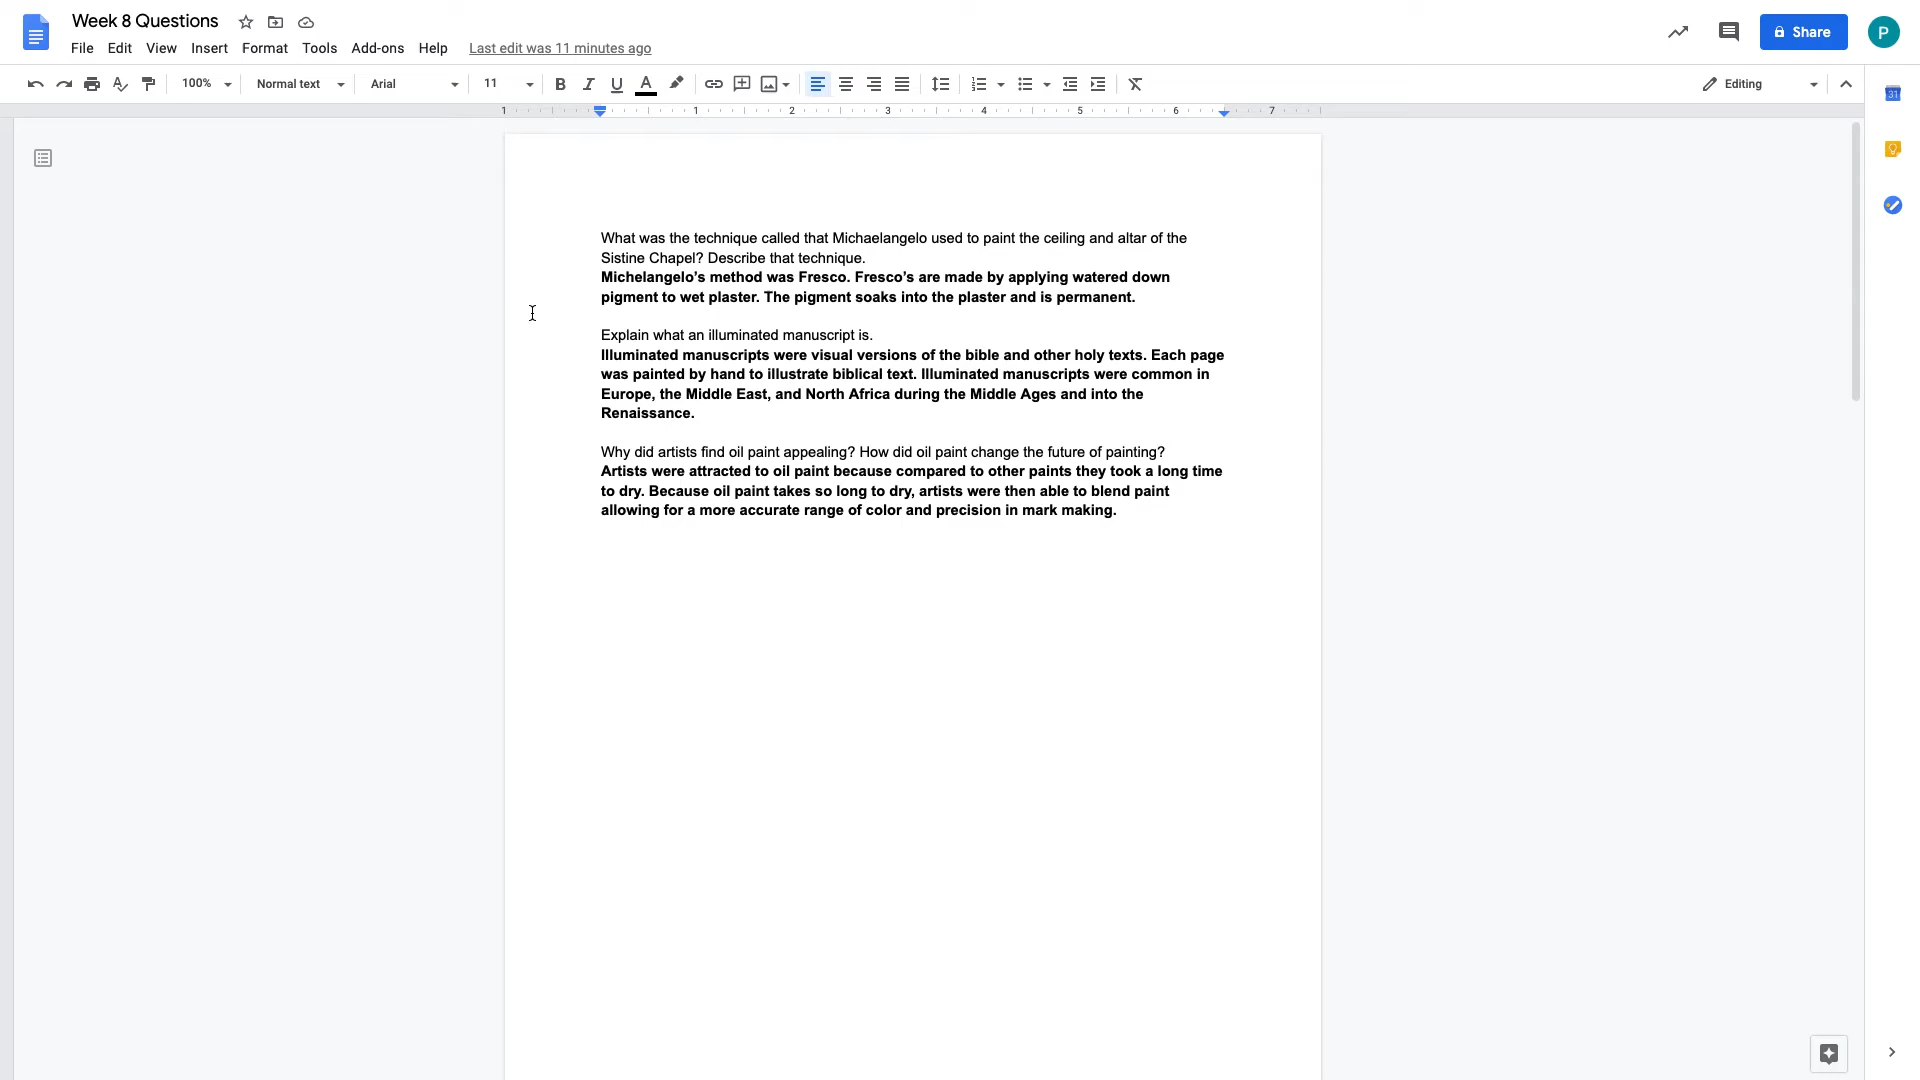 Week 8 Questions
File Edit View Insert Format Tools Add-ons Help Last edit was 11 minutes ago
Share
P
100% Normal text Arial 11 B I U A Editing
31
1 1 2 3 4 5 6 7
What was the technique called that Michaelangelo used to paint the ceiling and altar of the
Sistine Chapel? Describe that technique.
Michelangelo’s method was Fresco. Fresco’s are made by applying watered down
pigment to wet plaster. The pigment soaks into the plaster and is permanent.
Explain what an illuminated manuscript is.
Illuminated manuscripts were visual versions of the bible and other holy texts. Each page
was painted by hand to illustrate biblical text. Illuminated manuscripts were common in
Europe, the Middle East, and North Africa during the Middle Ages and into the
Renaissance.
Why did artists find oil paint appealing? How did oil paint change the future of painting?
Artists were attracted to oil paint because compared to other paints they took a long time
to dry. Because oil paint takes so long to dry, artists were then able to blend paint
allowing for a more accurate range of color and precision in mark making.